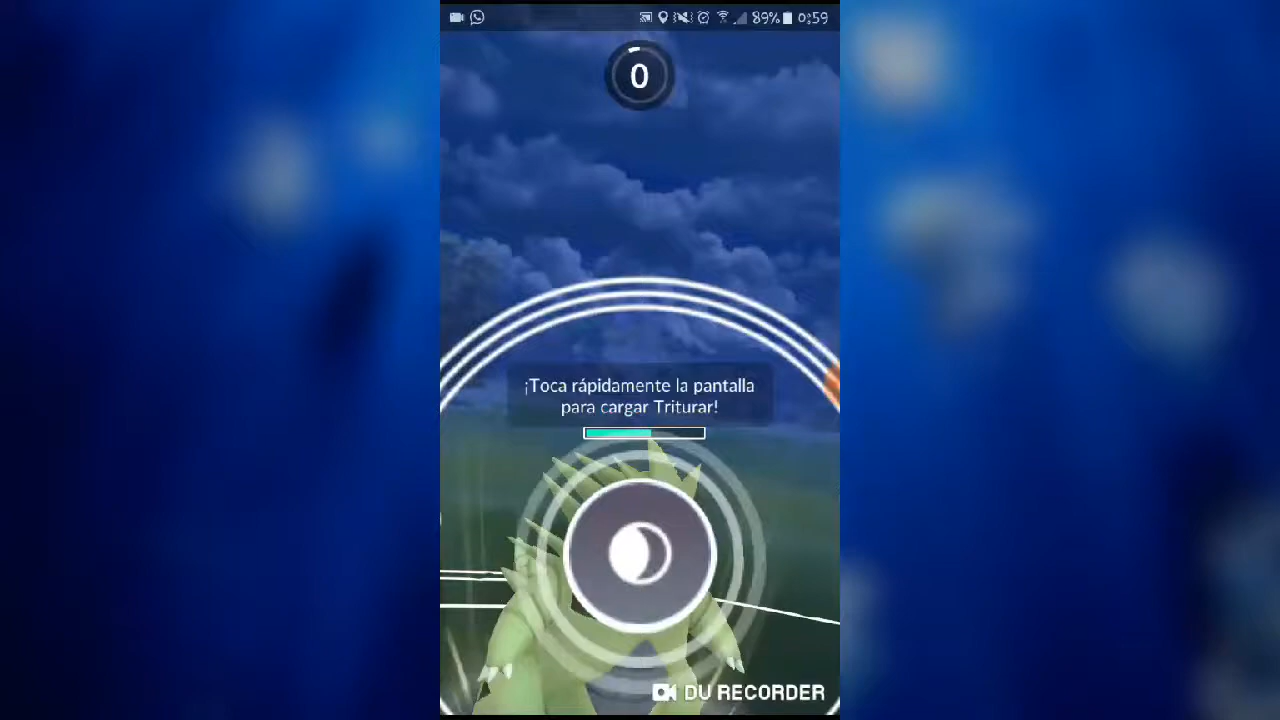 89% 0:59
0
¡Toca rápidamente la pantalla
para cargar Triturar!
DU RECORDER